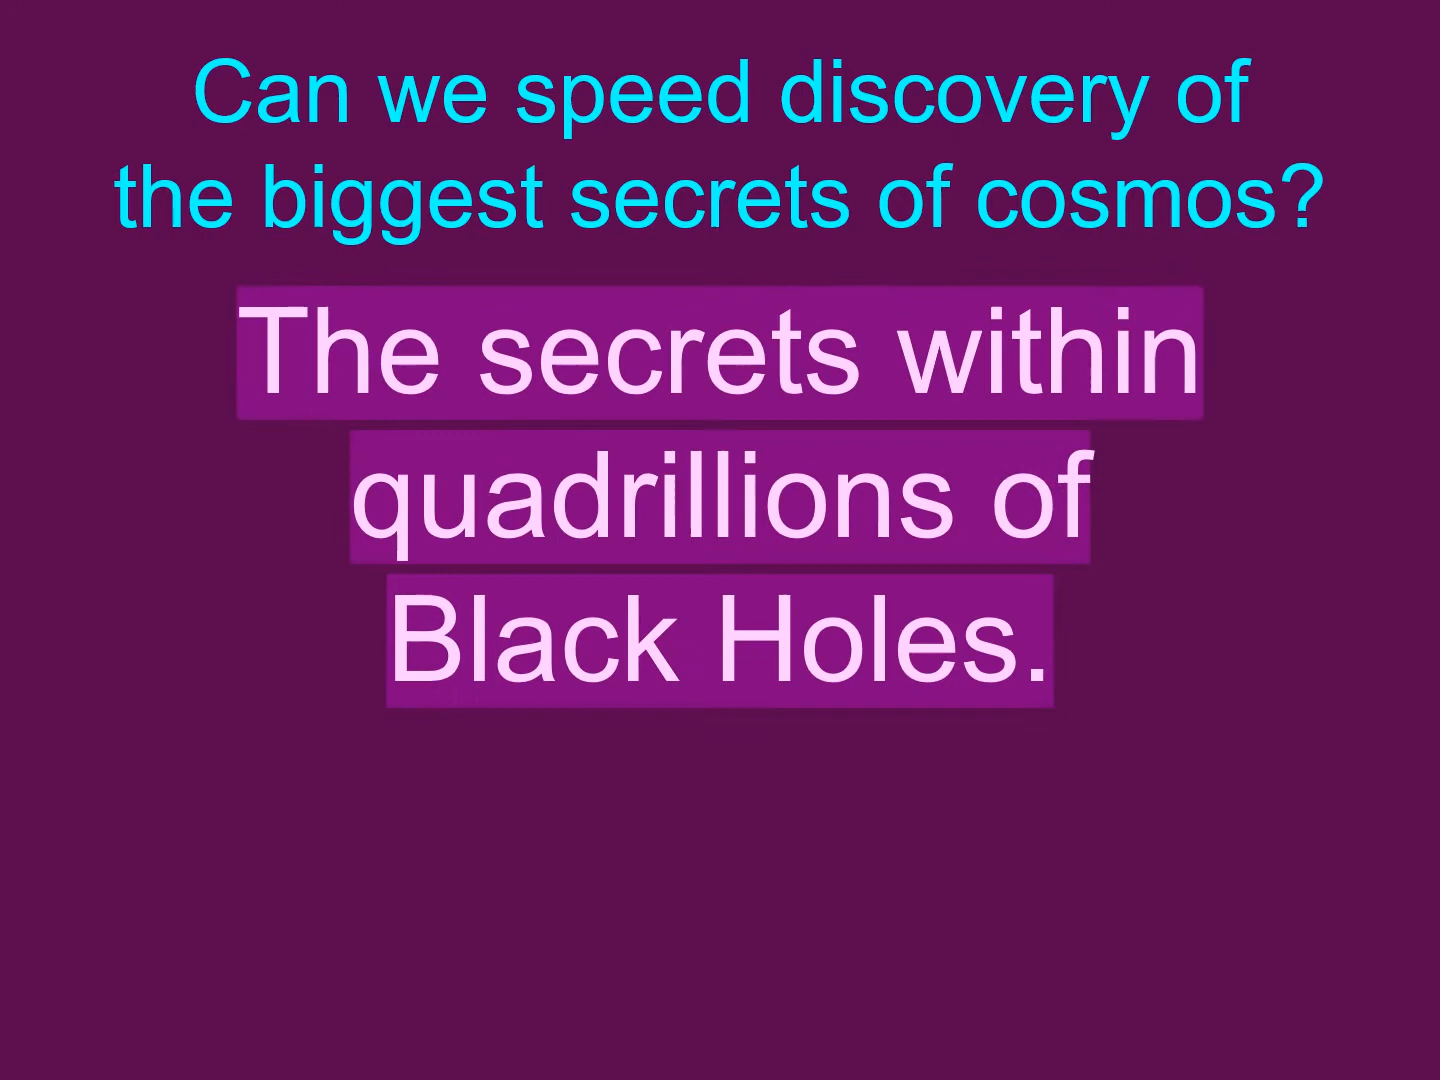 Can we speed discovery of
the biggest secrets of cosmos?
The secrets within
quadrillions of
Black Holes.